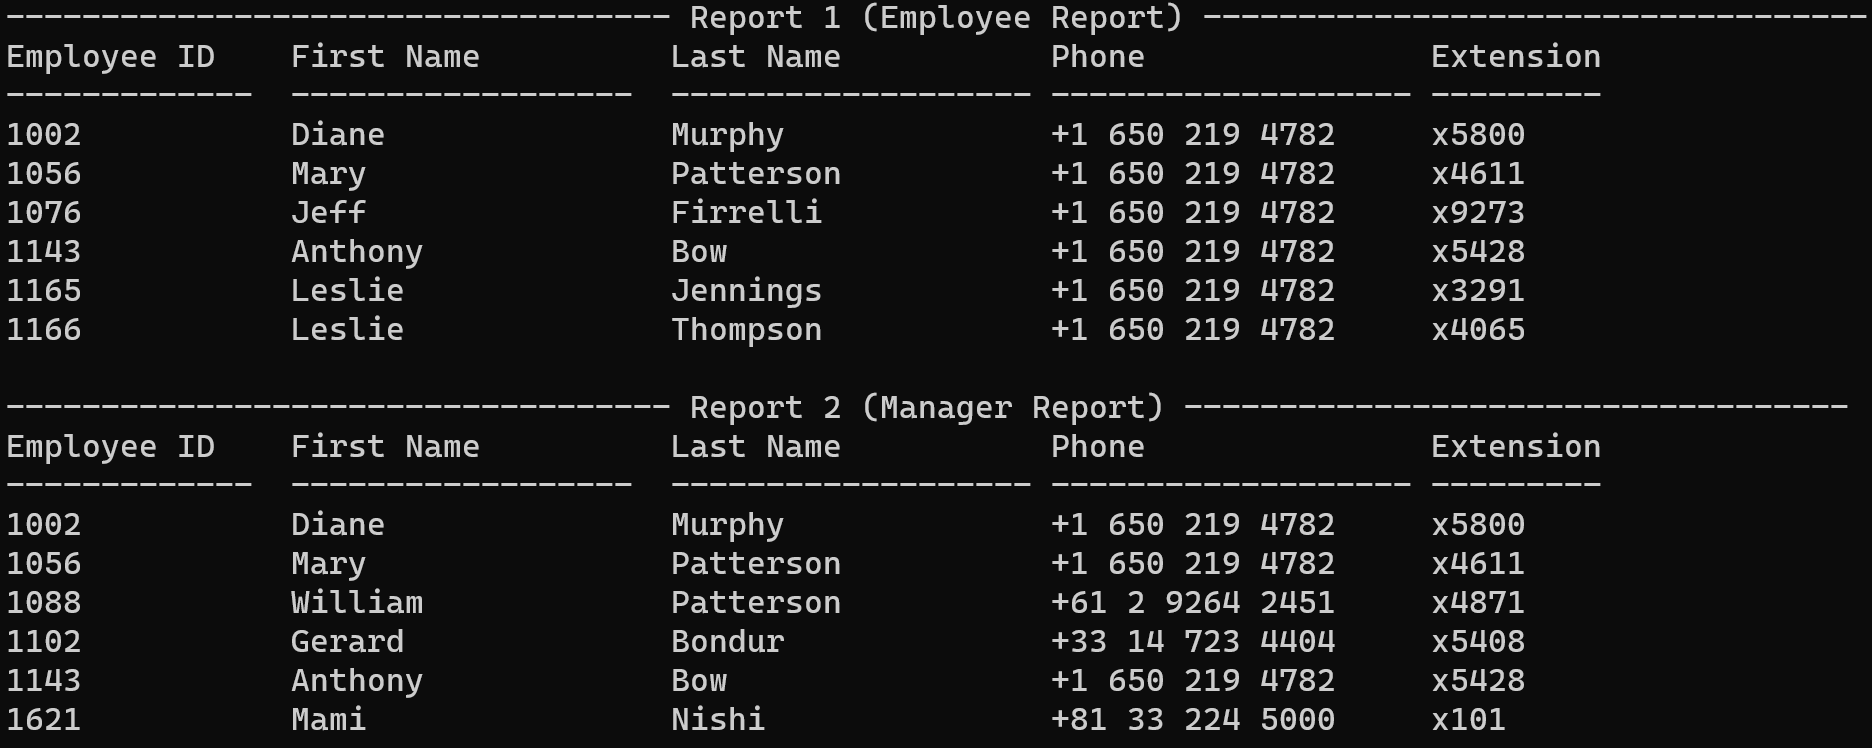 ----------------------------------- Report 1 (Employee Report) -----------------------------------
Employee ID    First Name          Last Name           Phone               Extension
-------------  ------------------  ------------------- ------------------- ---------
1002           Diane               Murphy              +1 650 219 4782     x5800
1056           Mary                Patterson           +1 650 219 4782     x4611
1076           Jeff                Firrelli            +1 650 219 4782     x9273
1143           Anthony             Bow                 +1 650 219 4782     x5428
1165           Leslie              Jennings            +1 650 219 4782     x3291
1166           Leslie              Thompson            +1 650 219 4782     x4065

----------------------------------- Report 2 (Manager Report) -----------------------------------
Employee ID    First Name          Last Name           Phone               Extension
-------------  ------------------  ------------------- ------------------- ---------
1002           Diane               Murphy              +1 650 219 4782     x5800
1056           Mary                Patterson           +1 650 219 4782     x4611
1088           William             Patterson           +61 2 9264 2451     x4871
1102           Gerard              Bondur              +33 14 723 4404     x5408
1143           Anthony             Bow                 +1 650 219 4782     x5428
1621           Mami                Nishi               +81 33 224 5000     x101